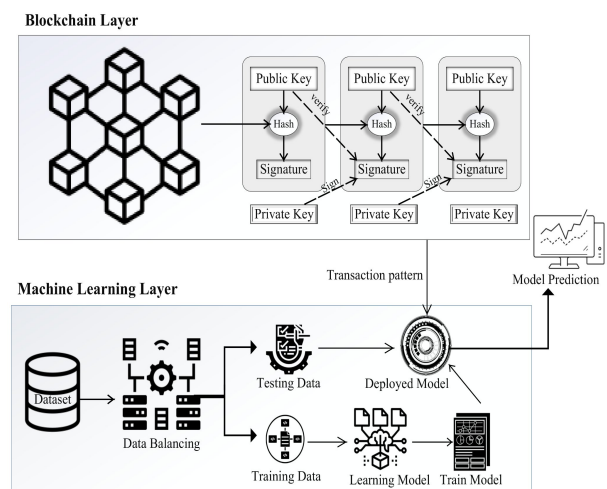 Blockchain Layer
Public Key
Public Key
Public Key
verify
verify
Hash
Hash
Hash
Signature
Signature
Signature
Sign
Sign
Private Key
Private Key
Private Key
Transaction pattern
Model Prediction
Machine Learning Layer
Dataset
Data Balancing
Testing Data
Deployed Model
Training Data
Learning Model
Train Model